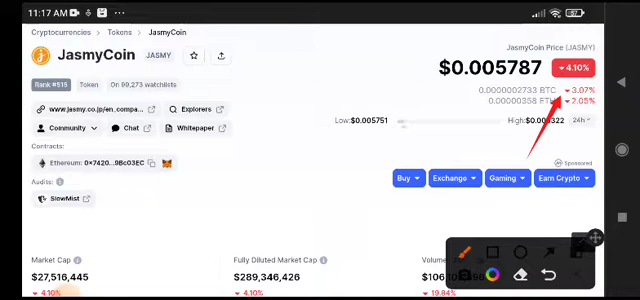 11:17 AM
Cryptocurrencies > Tokens > JasmyCoin
JasmyCoin JASMY
JasmyCoin Price (JASMY)
$0.005787 4.10%
Rank #515 Token On 99,273 watchlists
0.0000002733 BTC 3.07%
0.00000358 ETH 7.05%
www.jasmy.co.jp/en_compa... Explorers
Low:$0.005751 High:$0.006322 24h
Community Chat Whitepaper
Contracts:
Ethereum: 0x7420...9Bc03EC
Sponsored
Buy Exchange Gaming Earn Crypto
Audits:
SlowMist
Market Cap Fully Diluted Market Cap Volume
$27,516,445 $289,346,426
4.10% 4.10% 19.84%